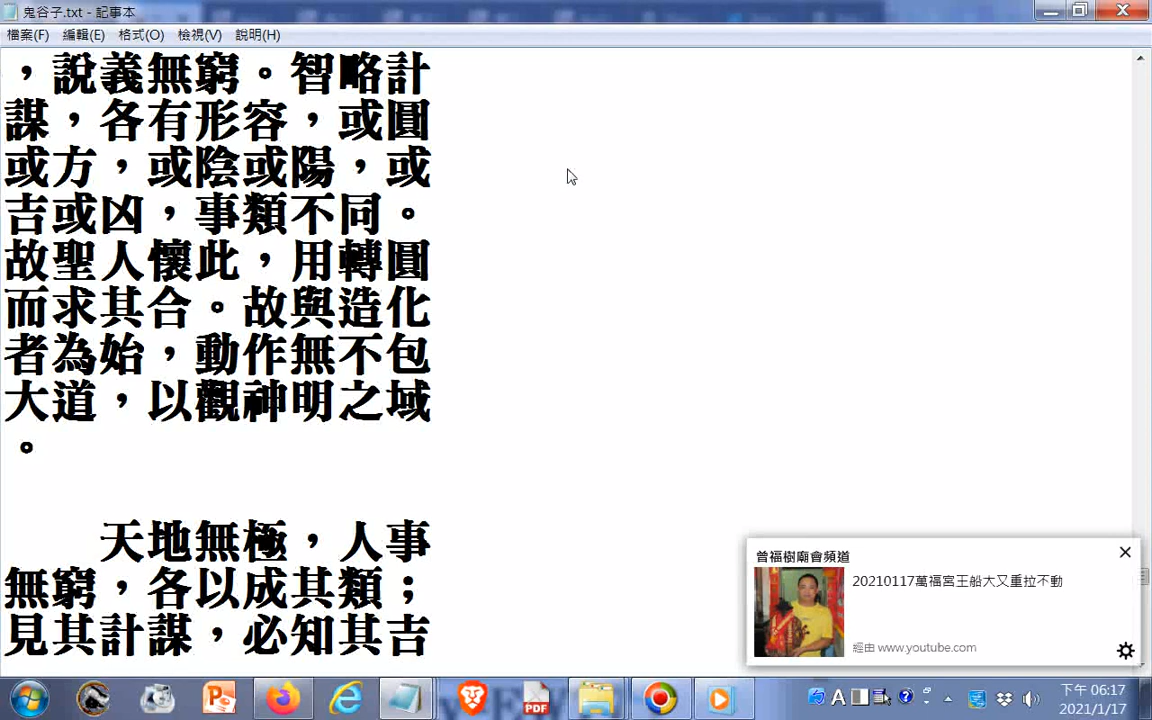 鬼谷子.txt - 記事本
檔案(F) 編輯(E) 格式(O) 檢視(V) 說明(H)
，說義無窮。智略計
謀，各有形容，或圓
或方，或陰或陽，或
吉或凶，事類不同。
故聖人懷此，用轉圓
而求其合。故與造化
者為始，動作無不包
大道，以觀神明之域
。
天地無極，人事
無窮，各以成其類；
見其計謀，必知其吉
曾福樹廟會頻道
20210117萬福宮王船大又重拉不動
經由 www.youtube.com
PDF
下午 06:17
2021/1/17